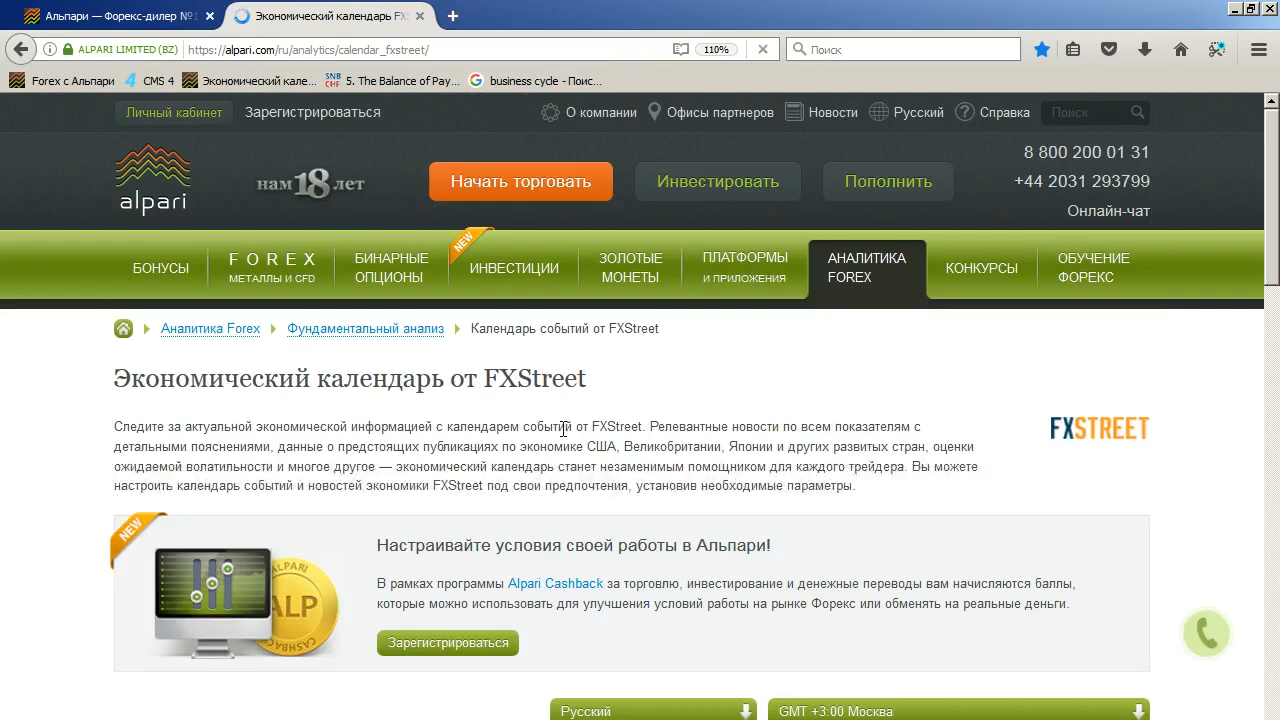 Альпари — Форекс-дилер №1
Экономический календарь FXS
ALPARI LIMITED (BZ)
https://alpari.com/ru/analytics/calendar_fxstreet/
110%
Поиск
Forex с Альпари
CMS 4
Экономический кале...
SNB CHF
5. The Balance of Pay...
business cycle - Поис...
Личный кабинет
Зарегистрироваться
О компании
Офисы партнеров
Новости
Русский
Справка
Поиск
alpari
нам 18 лет
Начать торговать
Инвестировать
Пополнить
8 800 200 01 31
+44 2031 293799
Онлайн-чат
БОНУСЫ
FOREX
МЕТАЛЛЫ И CFD
БИНАРНЫЕ
ОПЦИОНЫ
NEW
ИНВЕСТИЦИИ
ЗОЛОТЫЕ
МОНЕТЫ
ПЛАТФОРМЫ
И ПРИЛОЖЕНИЯ
АНАЛИТИКА
FOREX
КОНКУРСЫ
ОБУЧЕНИЕ
ФОРЕКС
Аналитика Forex
Фундаментальный анализ
Календарь событий от FXStreet
Экономический календарь от FXStreet
Следите за актуальной экономической информацией с календарем событий от FXStreet. Релевантные новости по всем показателям с
детальными пояснениями, данные о предстоящих публикациях по экономике США, Великобритании, Японии и других развитых стран, оценки
ожидаемой волатильности и многое другое — экономический календарь станет незаменимым помощником для каждого трейдера. Вы можете
настроить календарь событий и новостей экономики FXStreet под свои предпочтения, установив необходимые параметры.
FXSTREET
NEW
ALPARI
ALP
CASHBACK
Настраивайте условия своей работы в Альпари!
В рамках программы Alpari Cashback за торговлю, инвестирование и денежные переводы вам начисляются баллы,
которые можно использовать для улучшения условий работы на рынке Форекс или обменять на реальные деньги.
Зарегистрироваться
Русский
GMT +3:00 Москва